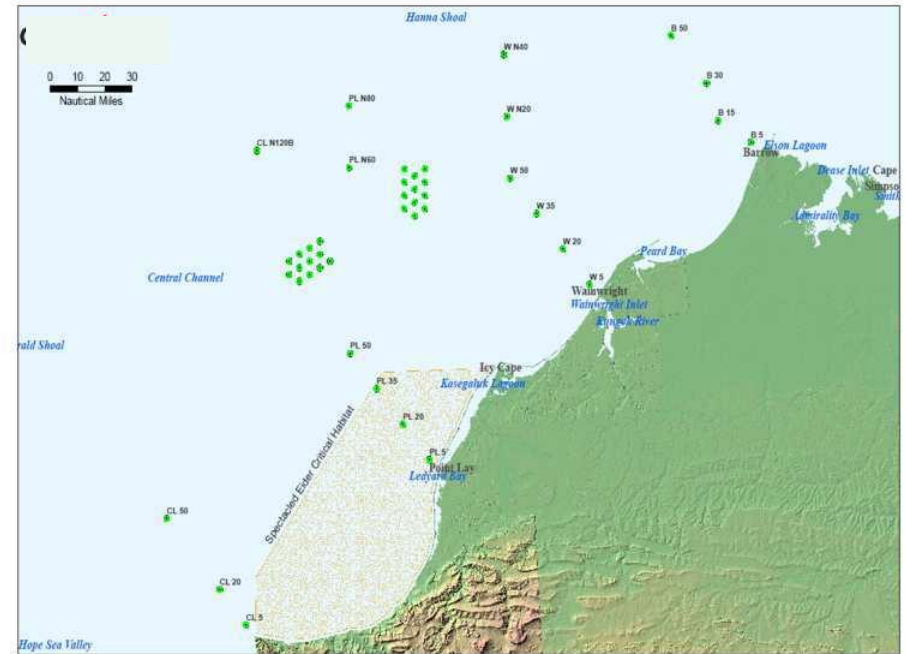 Hanna Shoal
B 50
W N40
0 10 20 30
Nautical Miles
B 30
PL N80
W N20
B 15
B 5
Elson Lagoon
CL N120B
Barrow
PL N60
Dease Inlet
Cape
W 50
Simpso
Smith
W 35
Admirality Bay
W 20
Peard Bay
Central Channel
W 5
Wainwright
Wainwright Inlet
Kungok River
rald Shoal
PL 50
Icy Cape
PL 35
Kasegaluk Lagoon
PL 20
Spectacled Eider Critical Habitat
PL 5
Point Lay
Ledyard Bay
CL 50
CL 20
CL 5
Hope Sea Valley